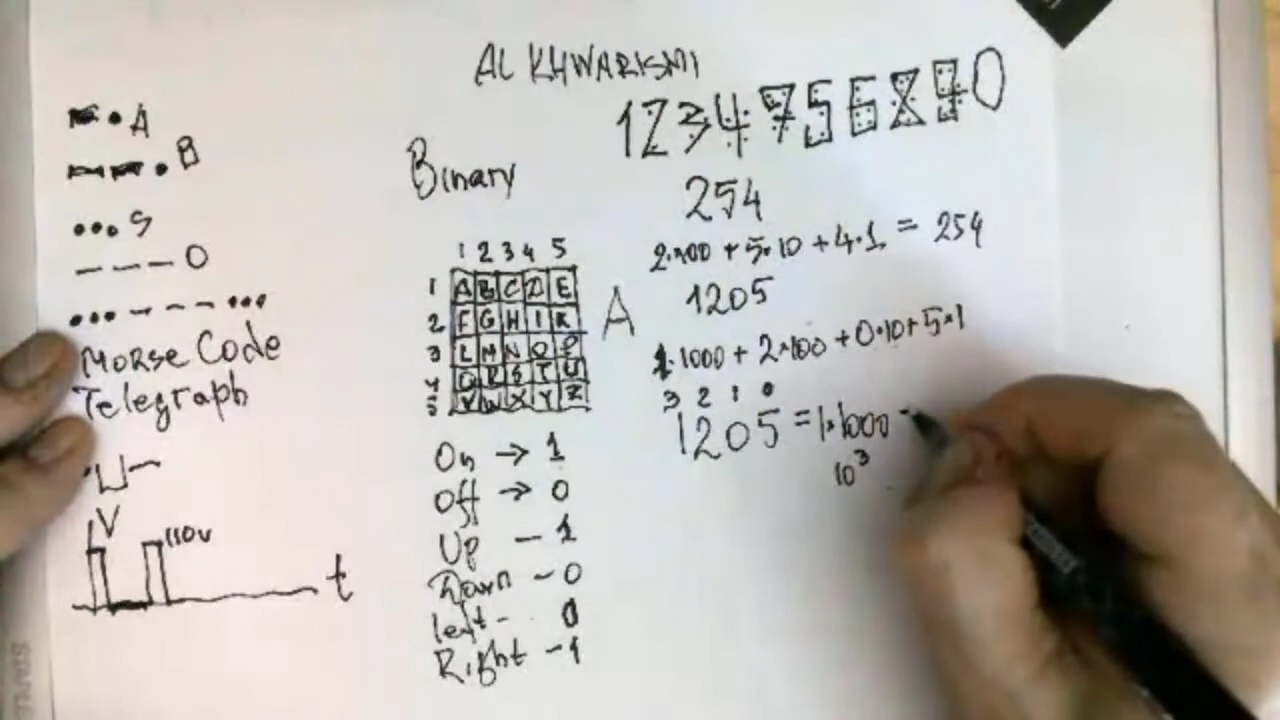 AL KHWARISMI
1234756890
A
B
S
O
Morse Code
Telegraph
V
110V
t
Binary
1 2 3 4 5
1 A B C D E
2 F G H I K
3 L M N O P
4 Q R S T U
5 V W X Y Z
A
On → 1
Off → 0
Up - 1
Down - 0
left - 0
Right - 1
254
2·100 + 5·10 + 4·1 = 254
1205
1·1000 + 2·100 + 0·10 + 5·1
3 2 1 0
1205 = 1·1000 -
10³